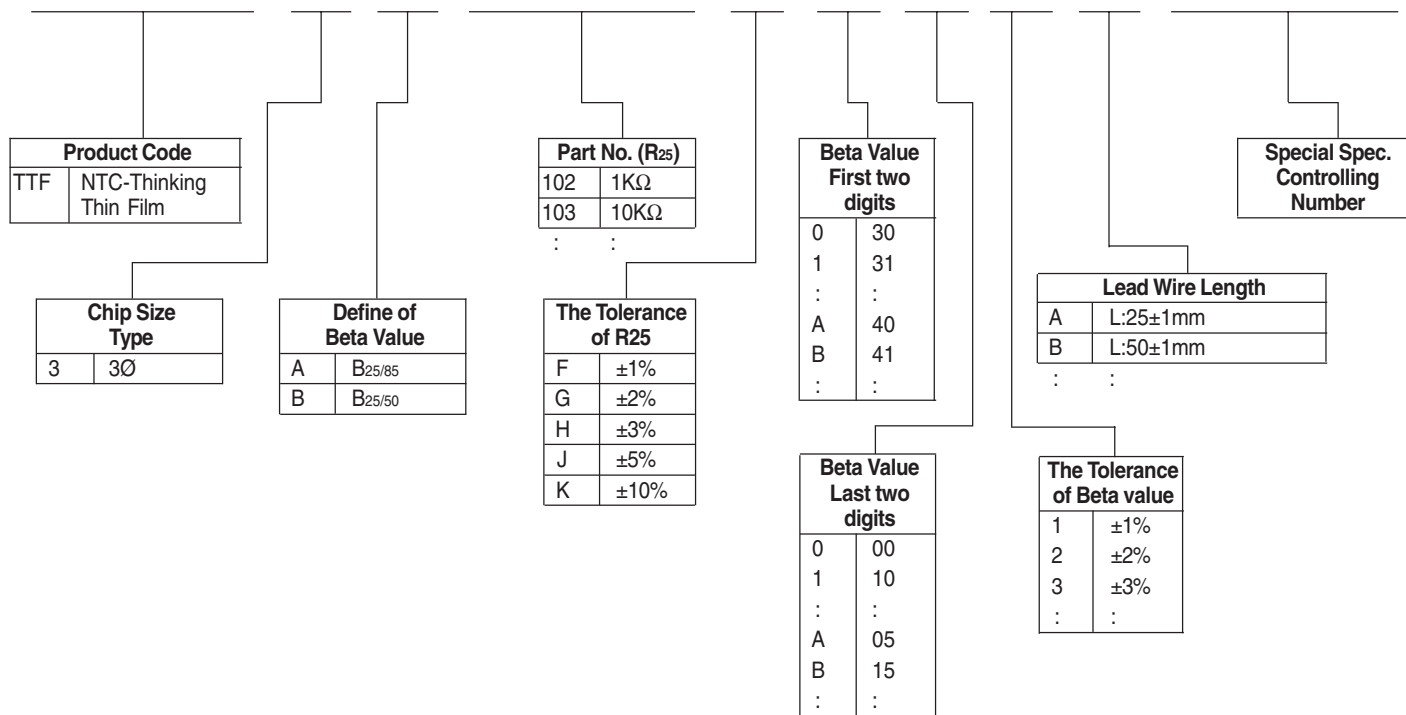 Product Code
TTF NTC-Thinking
Thin Film
Part No. (R25)
102 1KΩ
103 10KΩ
: :
Beta Value
First two
digits
0 30
1 31
: :
A 40
B 41
: :
Special Spec.
Controlling
Number
Chip Size
Type
3 3Ø
Define of
Beta Value
A B25/85
B B25/50
The Tolerance
of R25
F ±1%
G ±2%
H ±3%
J ±5%
K ±10%
Lead Wire Length
A L:25±1mm
B L:50±1mm
: :
Beta Value
Last two
digits
0 00
1 10
: :
A 05
B 15
: :
The Tolerance
of Beta value
1 ±1%
2 ±2%
3 ±3%
: :